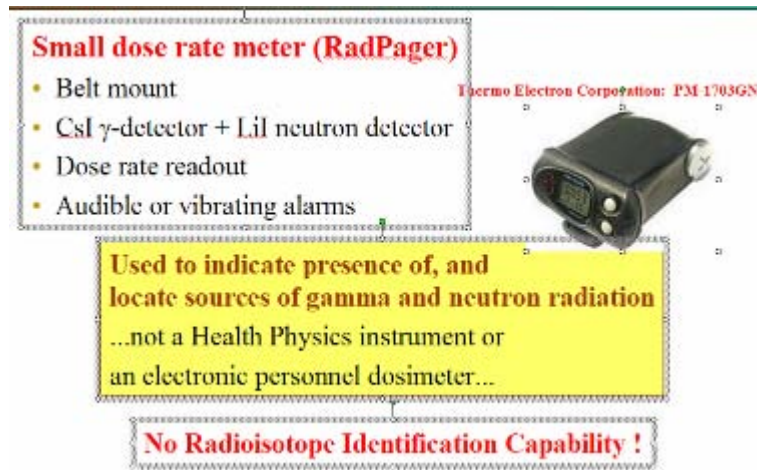 Small dose rate meter (RadPager)
• Belt mount
• CsI γ-detector + LiI neutron detector
• Dose rate readout
• Audible or vibrating alarms
Thermo Electron Corporation: PM-1703GN
Used to indicate presence of, and
locate sources of gamma and neutron radiation
...not a Health Physics instrument or
an electronic personnel dosimeter...
No Radioisotope Identification Capability !